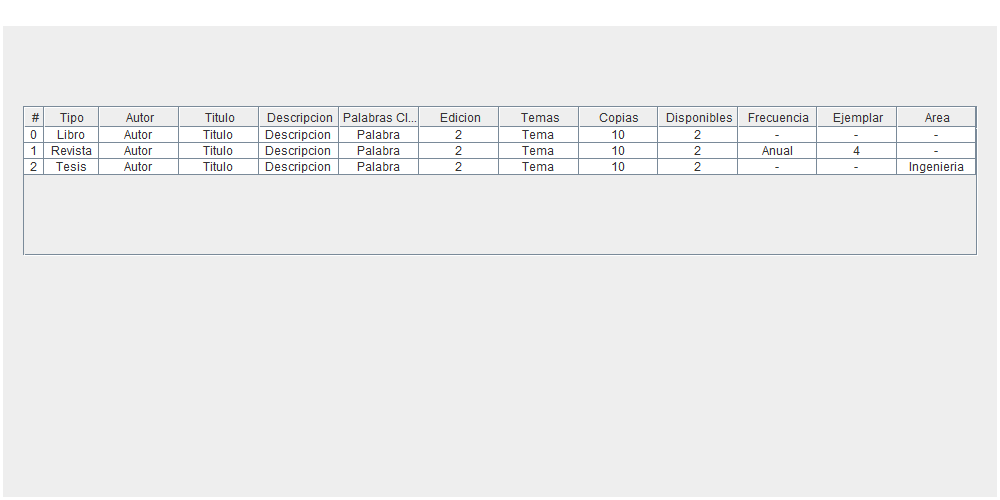 # Tipo Autor Titulo Descripcion Palabras Cl... Edicion Temas Copias Disponibles Frecuencia Ejemplar Area
0 Libro Autor Titulo Descripcion Palabra 2 Tema 10 2 - - -
1 Revista Autor Titulo Descripcion Palabra 2 Tema 10 2 Anual 4 -
2 Tesis Autor Titulo Descripcion Palabra 2 Tema 10 2 - - Ingenieria